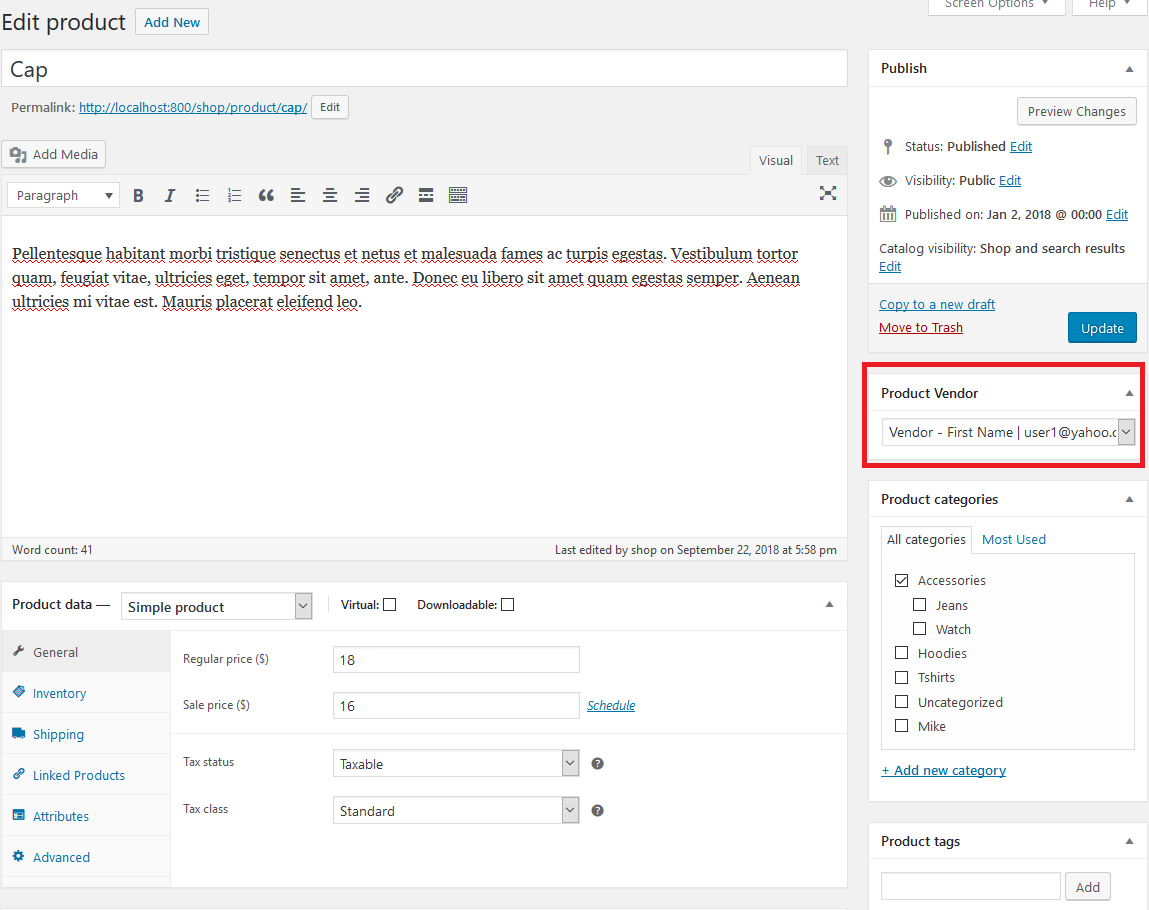 Screen Options Help
Edit product Add New
Cap
Permalink: http://localhost:800/shop/product/cap/ Edit
Add Media
Visual Text
Paragraph
Pellentesque habitant morbi tristique senectus et netus et malesuada fames ac turpis egestas. Vestibulum tortor
quam, feugiat vitae, ultricies eget, tempor sit amet, ante. Donec eu libero sit amet quam egestas semper. Aenean
ultricies mi vitae est. Mauris placerat eleifend leo.
Word count: 41
Last edited by shop on September 22, 2018 at 5:58 pm
Product data — Simple product Virtual: Downloadable:
General
Inventory
Shipping
Linked Products
Attributes
Advanced
Regular price ($) 18
Sale price ($) 16 Schedule
Tax status Taxable
Tax class Standard
Publish
Preview Changes
Status: Published Edit
Visibility: Public Edit
Published on: Jan 2, 2018 @ 00:00 Edit
Catalog visibility: Shop and search results
Edit
Copy to a new draft
Move to Trash
Update
Product Vendor
Vendor - First Name | user1@yahoo.c
Product categories
All categories Most Used
Accessories
Jeans
Watch
Hoodies
Tshirts
Uncategorized
Mike
+ Add new category
Product tags
Add